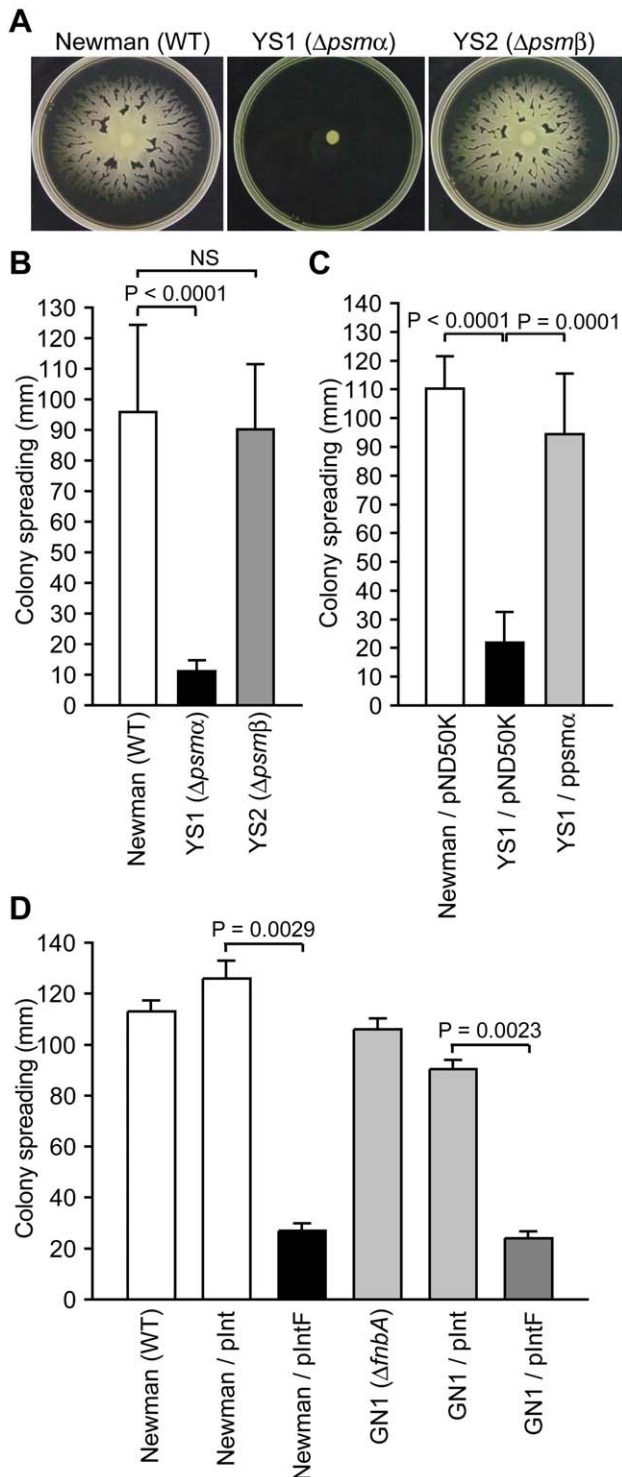 A
Newman (WT) YS1 (Δpsmα) YS2 (Δpsmβ)
B
NS
P < 0.0001
Colony spreading (mm)
130
120
110
100
90
80
70
60
50
40
30
20
10
0
Newman (WT)
YS1 (Δpsmα)
YS2 (Δpsmβ)
C
P < 0.0001 P = 0.0001
Colony spreading (mm)
140
130
120
110
100
90
80
70
60
50
40
30
20
10
0
Newman / pND50K
YS1 / pND50K
YS1 / ppsmα
D
P = 0.0029
P = 0.0023
Colony spreading (mm)
140
120
100
80
60
40
20
0
Newman (WT)
Newman / pInt
Newman / pIntF
GN1 (ΔfnbA)
GN1 / pInt
GN1 / pIntF